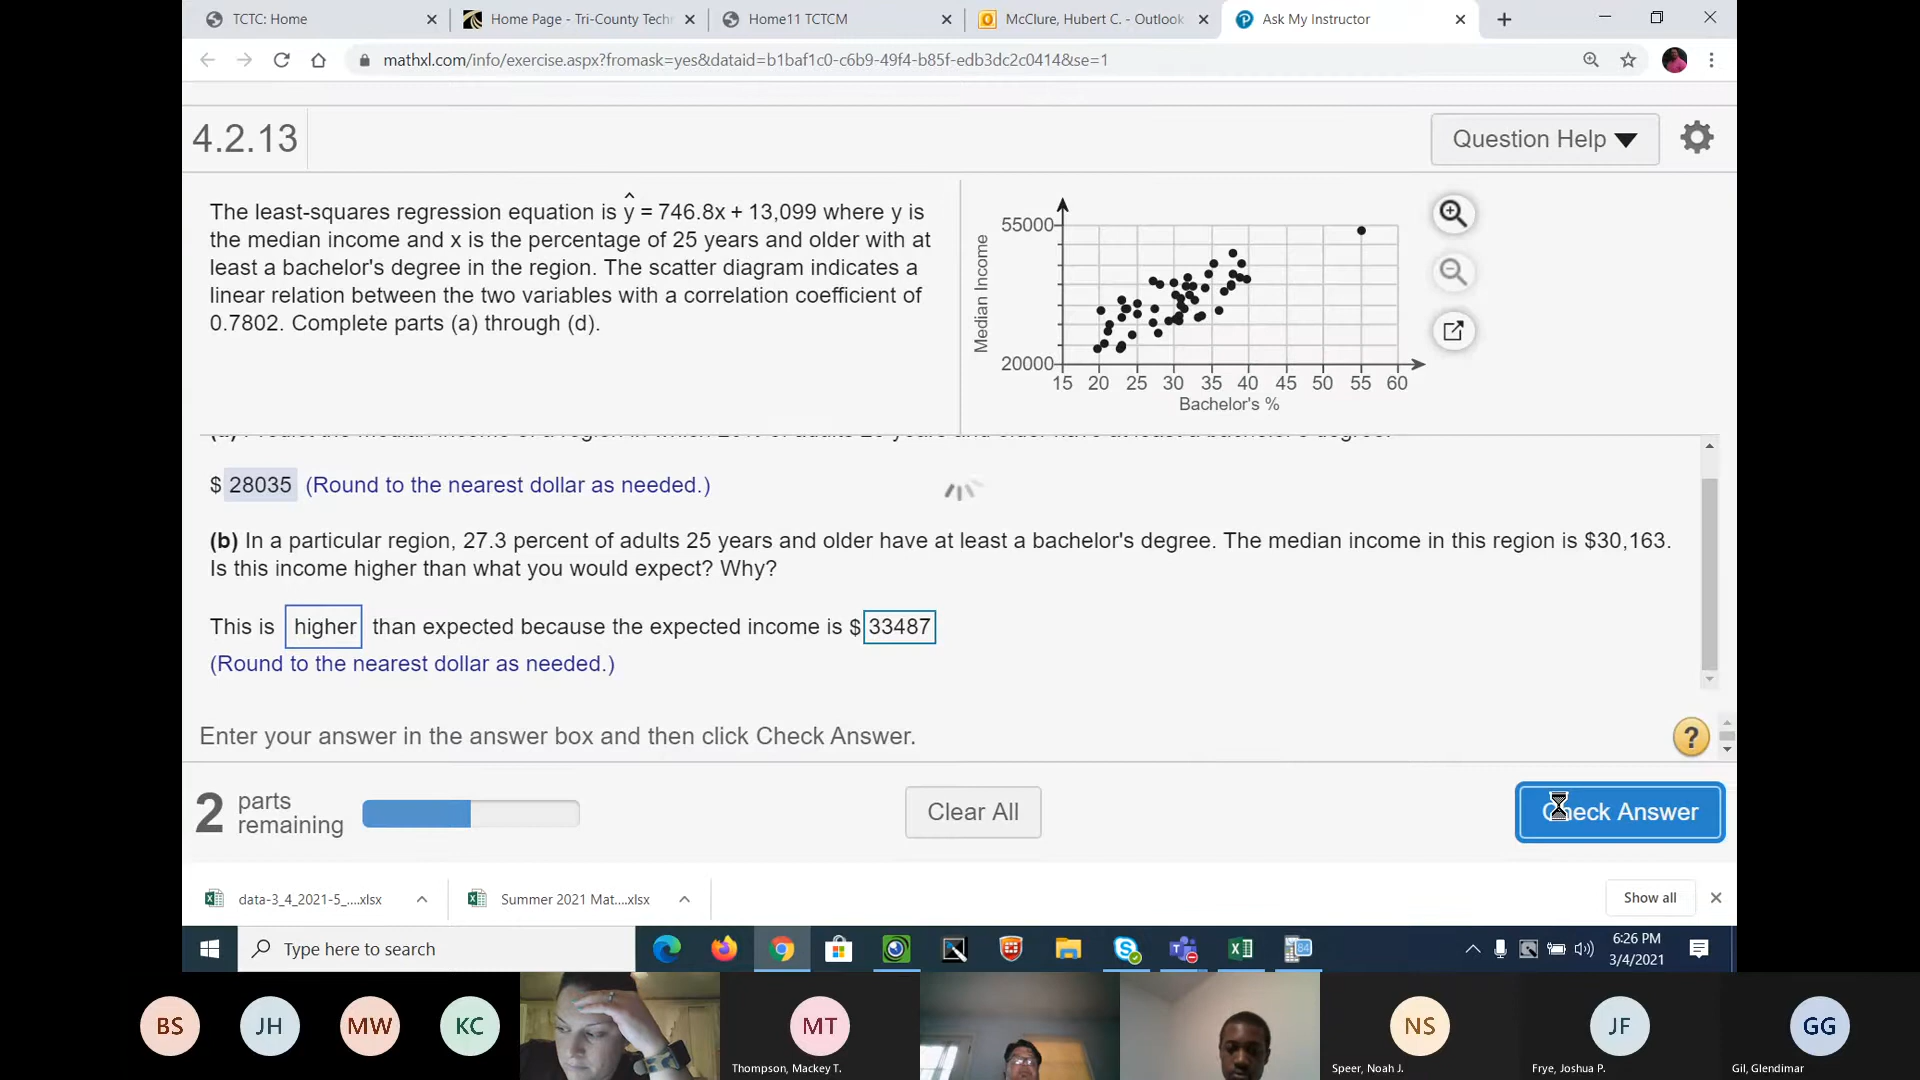 TCTC: Home
Home Page - Tri-County Tech
Home11 TCTCM
McClure, Hubert C. - Outlook
Ask My Instructor
mathxl.com/info/exercise.aspx?fromask=yes&dataid=b1baf1c0-c6b9-49f4-b85f-edb3dc2c0414&se=1
4.2.13
Question Help
The least-squares regression equation is ŷ = 746.8x + 13,099 where y is
the median income and x is the percentage of 25 years and older with at
least a bachelor's degree in the region. The scatter diagram indicates a
linear relation between the two variables with a correlation coefficient of
0.7802. Complete parts (a) through (d).
Median Income
55000
20000
15 20 25 30 35 40 45 50 55 60
Bachelor's %
$ 28035 (Round to the nearest dollar as needed.)
(b) In a particular region, 27.3 percent of adults 25 years and older have at least a bachelor's degree. The median income in this region is $30,163.
Is this income higher than what you would expect? Why?
This is higher than expected because the expected income is $ 33487
(Round to the nearest dollar as needed.)
Enter your answer in the answer box and then click Check Answer.
?
2 parts remaining
Clear All
Check Answer
data-3_4_2021-5_....xlsx
Summer 2021 Mat....xlsx
Show all
Type here to search
6:26 PM
3/4/2021
BS
JH
MW
KC
MT
NS
JF
GG
Thompson, Mackey T.
Speer, Noah J.
Frye, Joshua P.
Gil, Glendimar